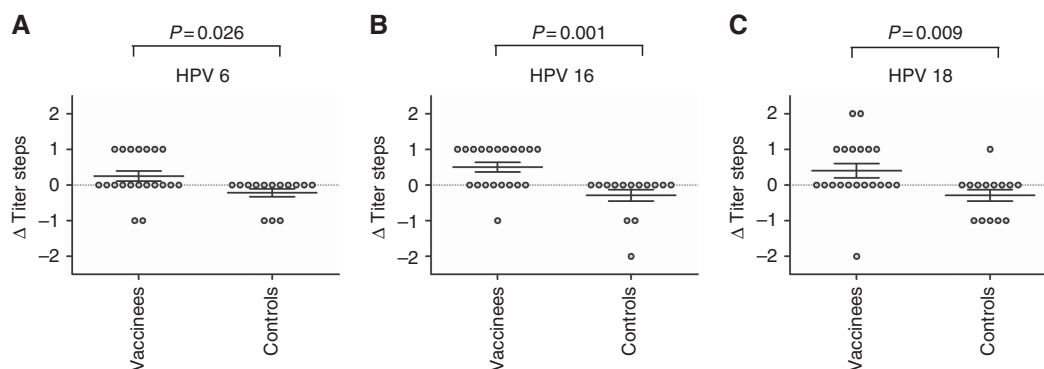 A
P = 0.026
HPV 6
Δ Titer steps
2
1
0
–1
–2
Vaccinees
Controls
B
P = 0.001
HPV 16
Δ Titer steps
2
1
0
–1
–2
Vaccinees
Controls
C
P = 0.009
HPV 18
Δ Titer steps
2
1
0
–1
–2
Vaccinees
Controls